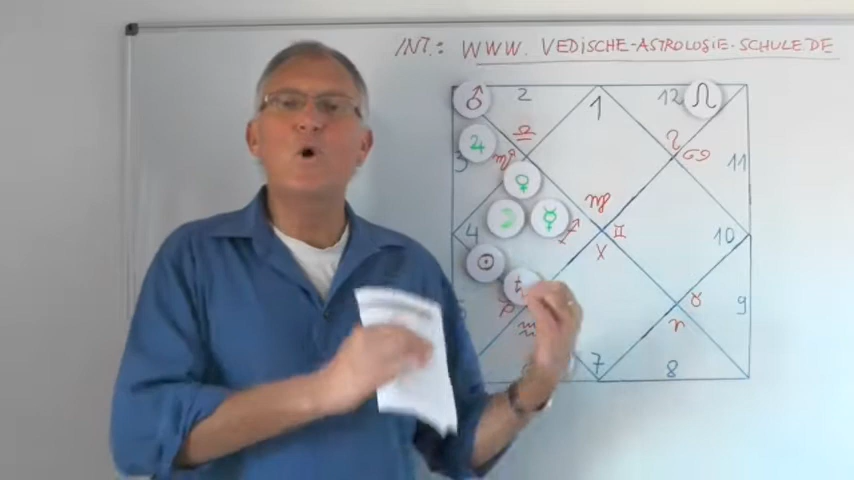 INT.: WWW.VEDISCHE-ASTROLOGIE-SCHULE.DE
♂ 2 1 12 ☊
♃ ♎ ♌
3 ♏ ♋ 11
♀
♍
4 ☽ ☿ ♐ ♊ 10
♓
☉
♄ ♉ 9
♑ ♈
♒
7 8